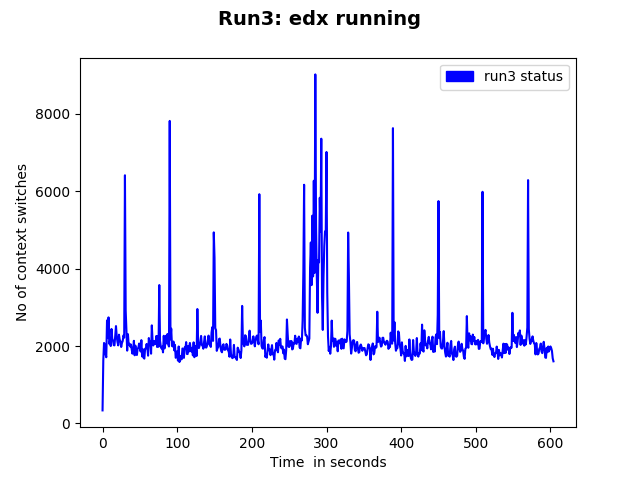 Run3: edx running
run3 status
No of context switches
8000
6000
4000
2000
0
0 100 200 300 400 500 600
Time  in seconds